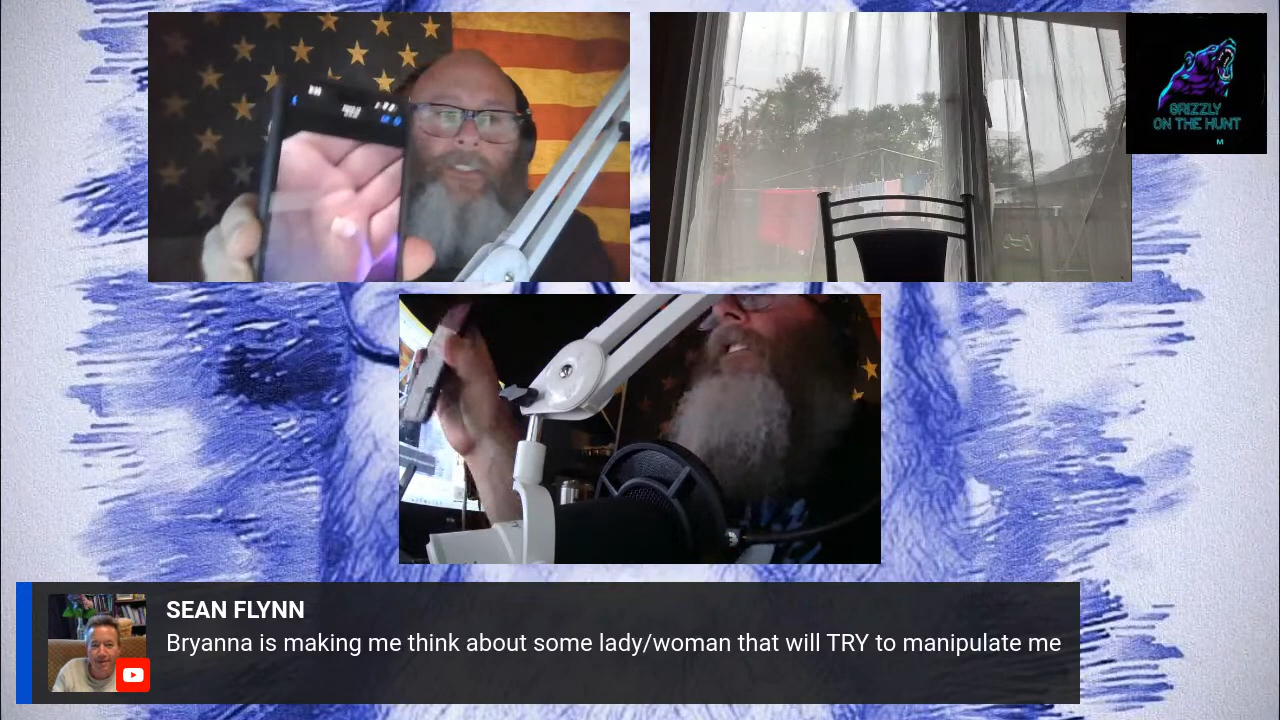 GRIZZLY
ON THE HUNT
M
SEAN FLYNN
Bryanna is making me think about some lady/woman that will TRY to manipulate me